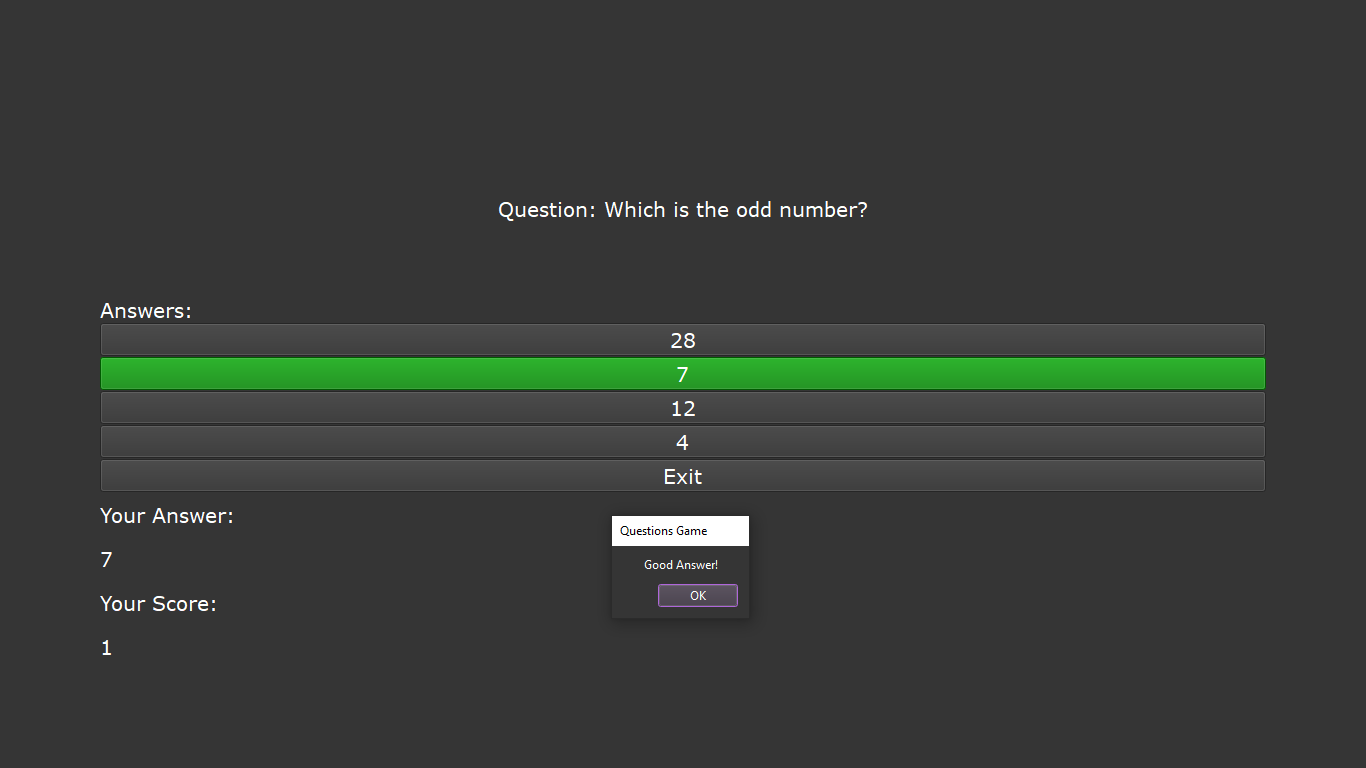 Question: Which is the odd number?
Answers:
28
7
12
4
Exit
Your Answer:
7
Your Score:
1
Questions Game
Good Answer!
OK